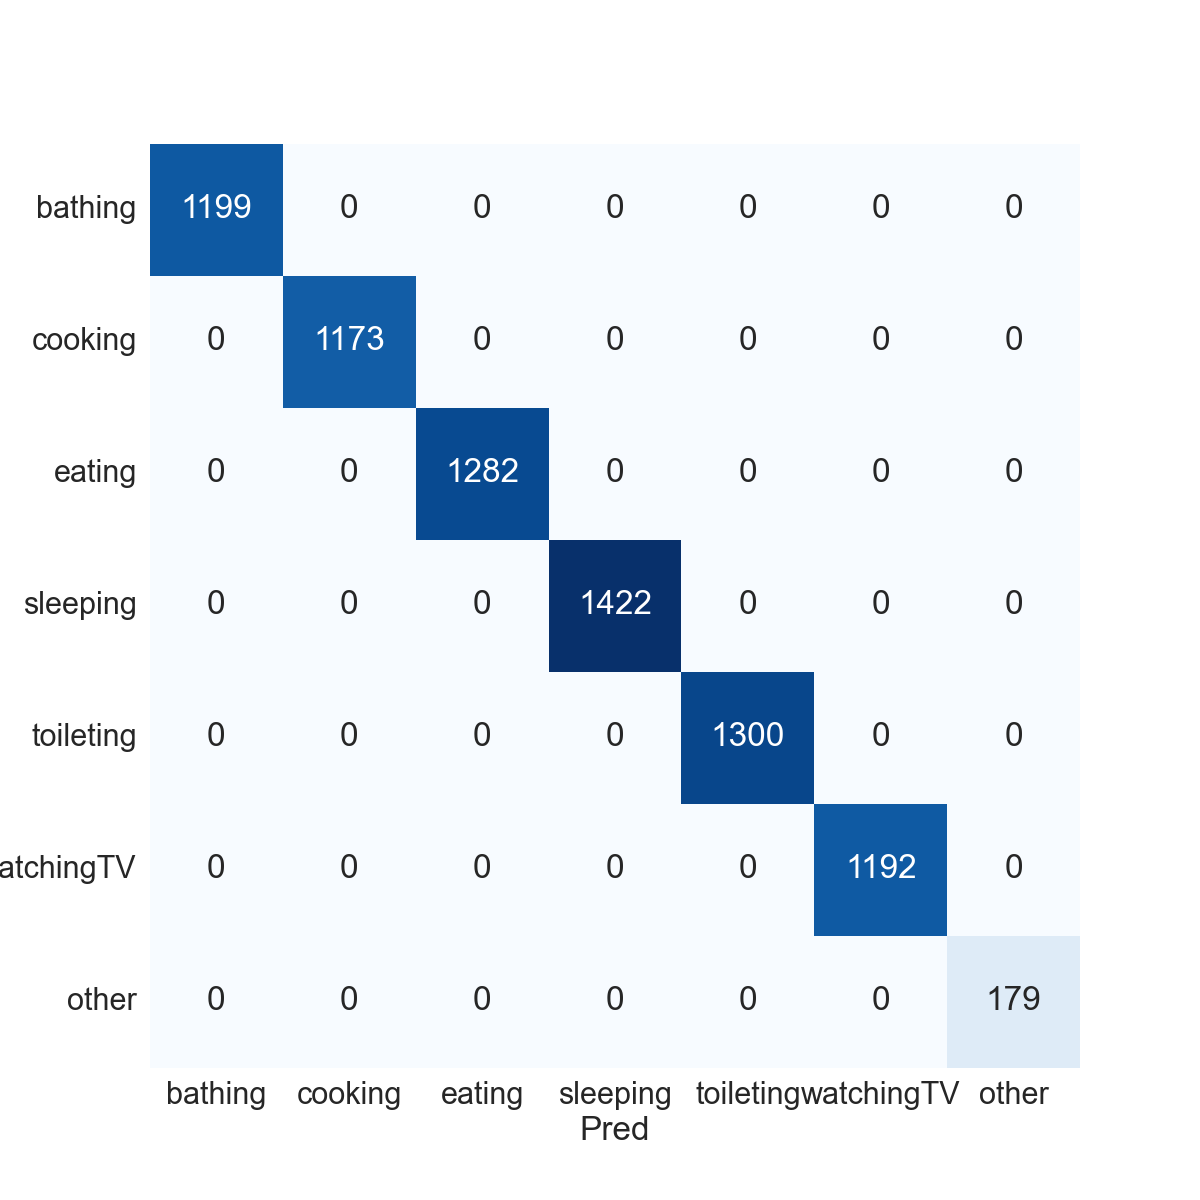 bathing 1199 0 0 0 0 0 0
cooking 0 1173 0 0 0 0 0
eating 0 0 1282 0 0 0 0
sleeping 0 0 0 1422 0 0 0
toileting 0 0 0 0 1300 0 0
atchingTV 0 0 0 0 0 1192 0
other 0 0 0 0 0 0 179
bathing cooking eating sleeping toileting watchingTV other
Pred